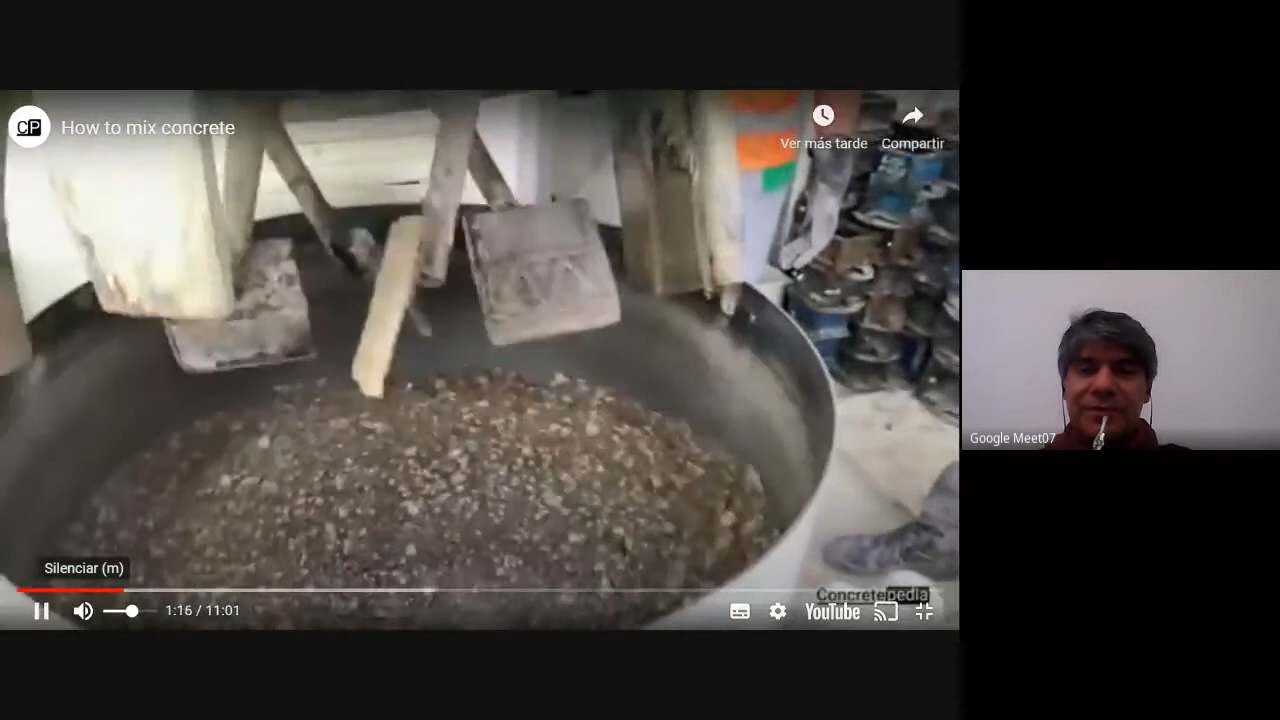 CP
How to mix concrete
Ver más tarde
Compartir
Google Meet07
Silenciar (m)
Concretepedia
1:16 / 11:01
YouTube